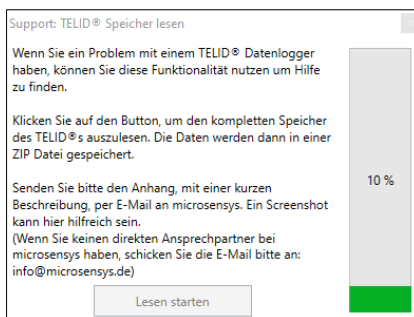 Support: TELID® Speicher lesen
Wenn Sie ein Problem mit einem TELID® Datenlogger
haben, können Sie diese Funktionalität nutzen um Hilfe
zu finden.
Klicken Sie auf den Button, um den kompletten Speicher
des TELID®s auszulesen. Die Daten werden dann in einer
ZIP Datei gespeichert.
10 %
Senden Sie bitte den Anhang, mit einer kurzen
Beschreibung, per E-Mail an microsensys. Ein Screenshot
kann hier hilfreich sein.
(Wenn Sie keinen direkten Ansprechpartner bei
microsensys haben, schicken Sie die E-Mail bitte an:
info@microsensys.de)
Lesen starten